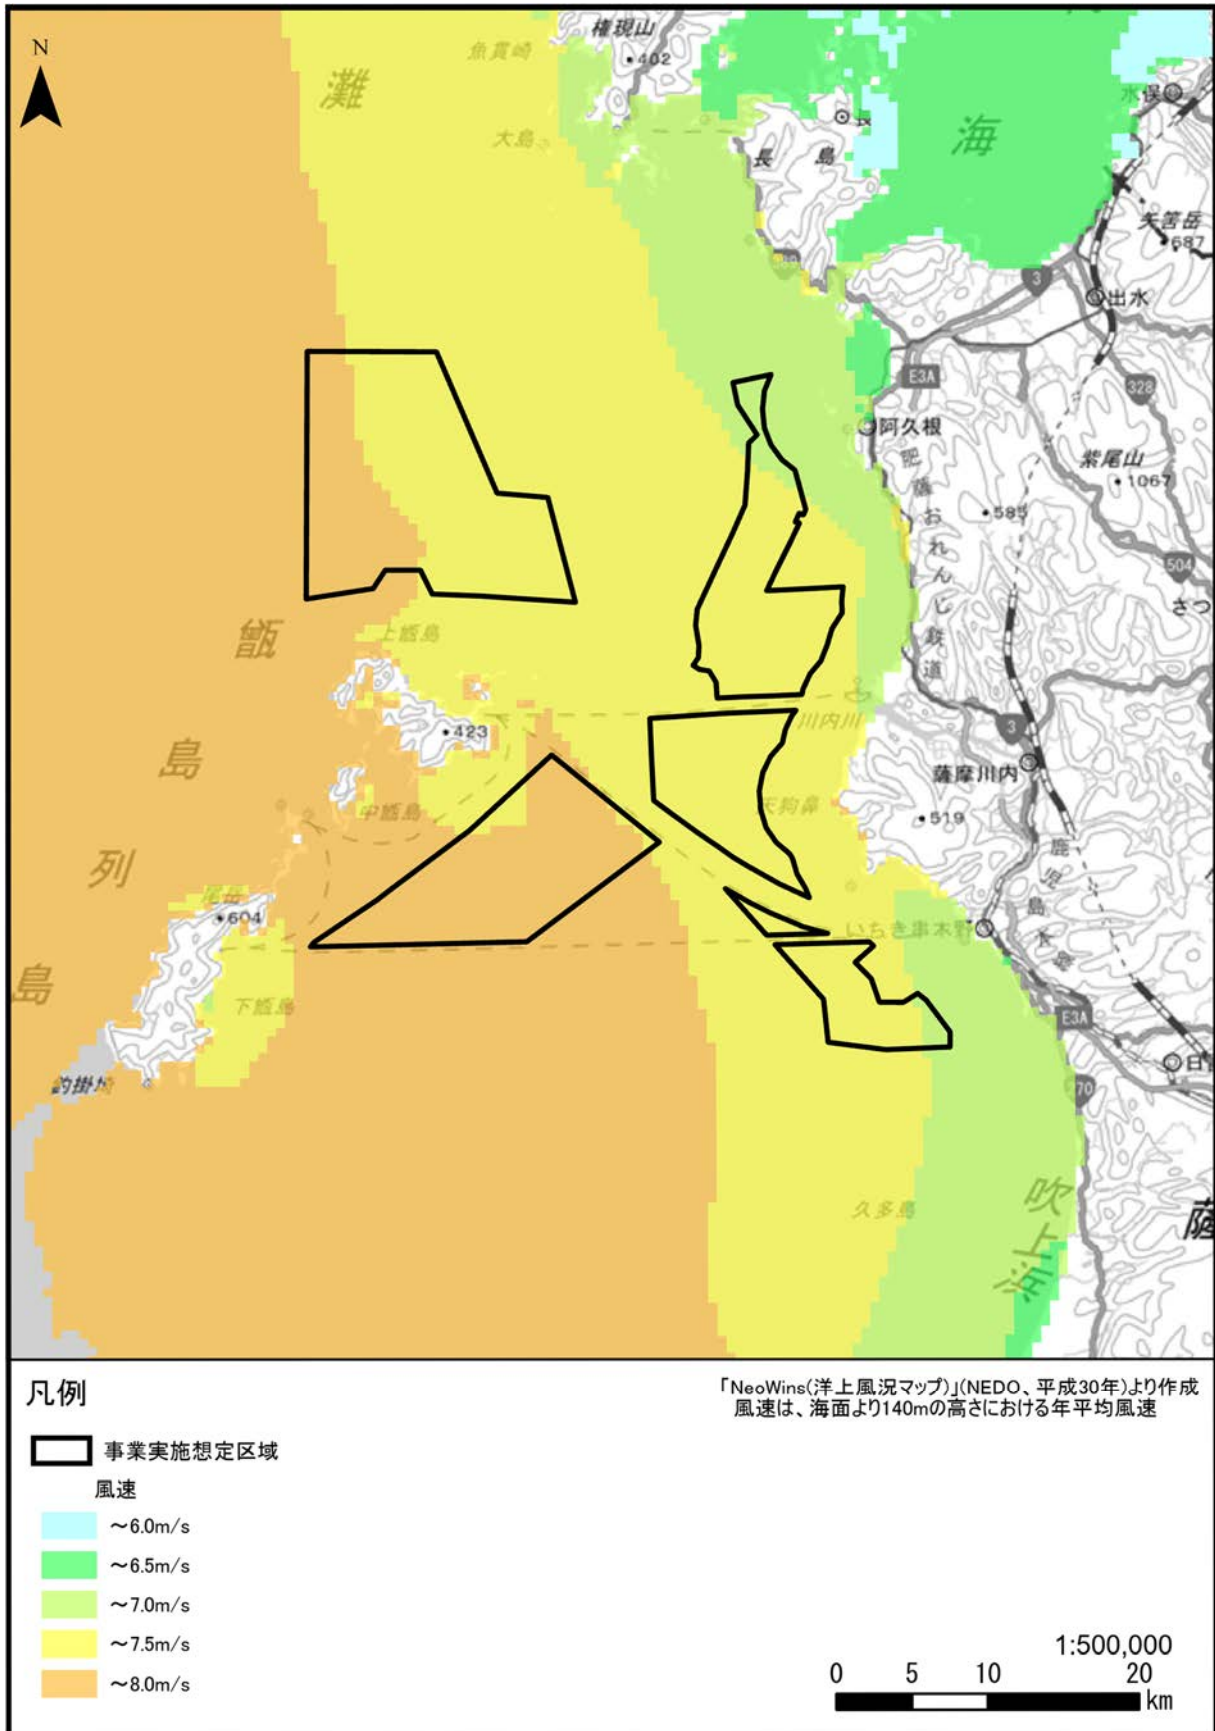 N
権現山
402
魚貫崎
灘
水俣
長
海
大島
長島
矢筈岳
687
389
3
出水
E3A
328
阿久根
紫尾山
1067
肥薩おれんじ鉄道
585
504
さつ
甑
上甑島
川内川
3
423
島
薩摩川内
中甑島
天狗鼻
519
列
鹿児島本線
尾岳
604
いちき串木野
島
下甑島
E3A
日
釣掛埼
270
久多島
吹上浜
薩
凡例
「NeoWins(洋上風況マップ)」(NEDO、平成30年)より作成
風速は、海面より140mの高さにおける年平均風速
事業実施想定区域
風速
～6.0m/s
～6.5m/s
～7.0m/s
～7.5m/s
～8.0m/s
1:500,000
0 5 10 20
km